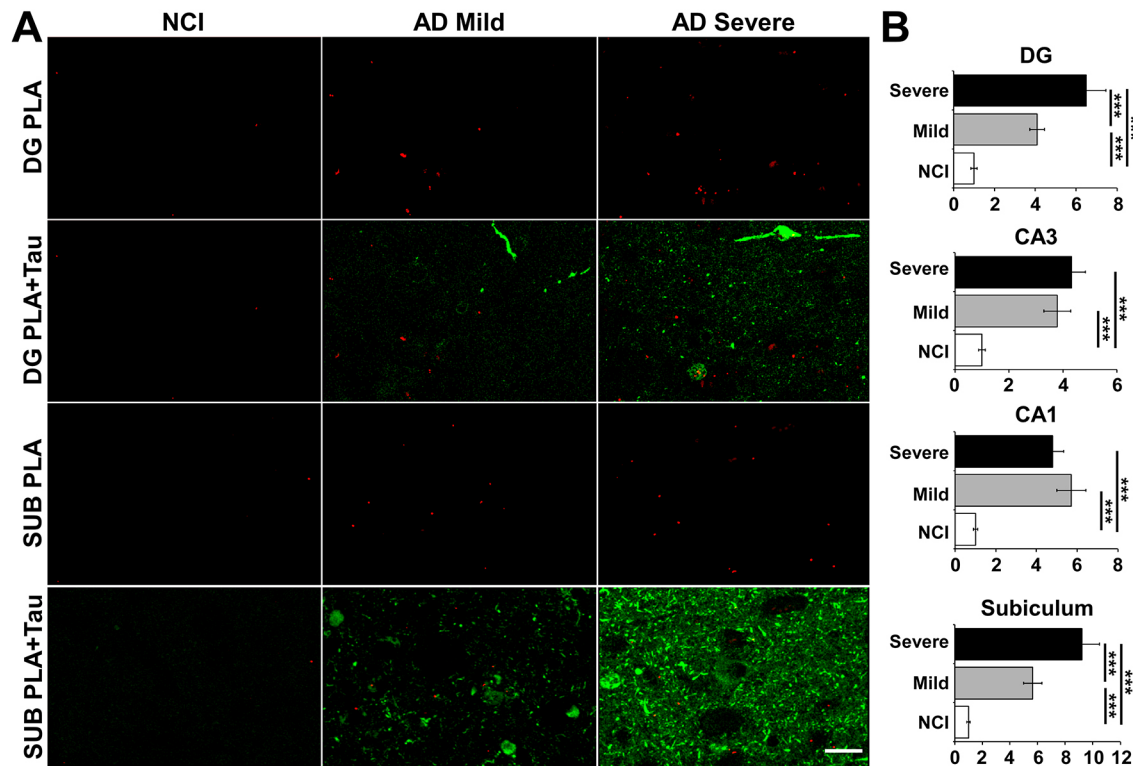 A
NCI
AD Mild
AD Severe
DG PLA
DG PLA+Tau
SUB PLA
SUB PLA+Tau
B
DG
Severe
Mild
NCI
***
***
***
0 2 4 6 8
CA3
Severe
Mild
NCI
***
***
0 2 4 6
CA1
Severe
Mild
NCI
***
***
0 2 4 6 8
Subiculum
Severe
Mild
NCI
***
***
***
0 2 4 6 8 10 12